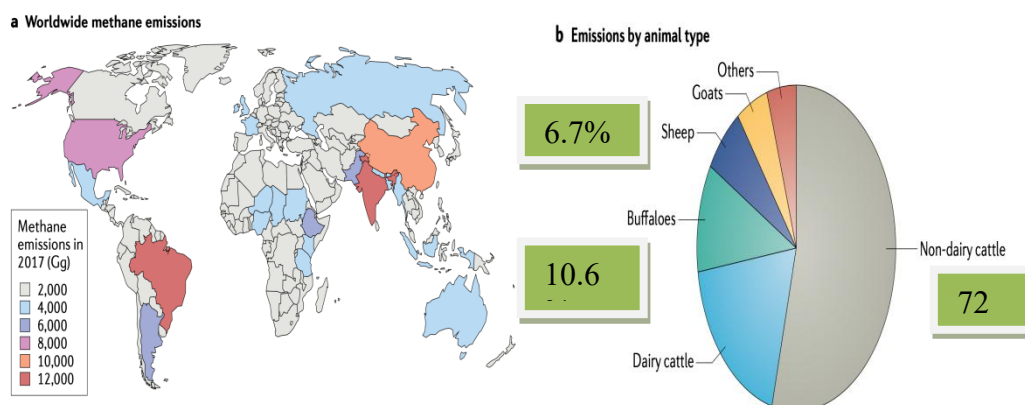 a Worldwide methane emissions
Methane
emissions in
2017 (Gg)
2,000
4,000
6,000
8,000
10,000
12,000
b Emissions by animal type
Others
Goats
Sheep
Buffaloes
Dairy cattle
Non-dairy cattle
6.7%
10.6
72